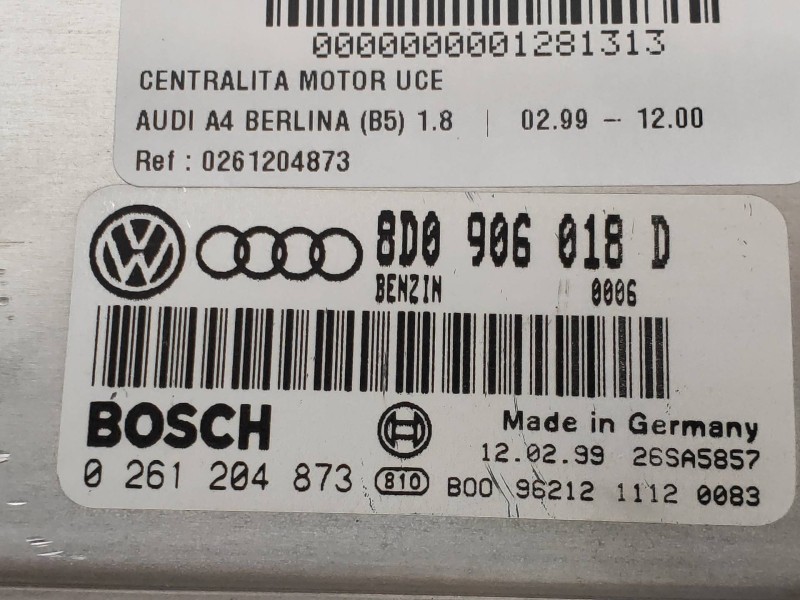 0000000001281313
CENTRALITA MOTOR UCE
AUDI A4 BERLINA (B5) 1.8 | 02.99 – 12.00
Ref : 0261204873
8D0 906 018 D
BENZIN 0006
BOSCH Made in Germany
12.02.99 26SA5857
0 261 204 873 810 B00 96212 1112 0083